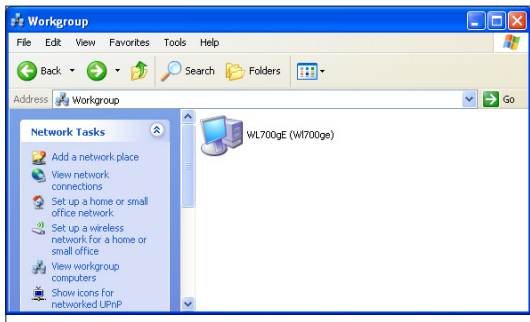 Workgroup
File Edit View Favorites Tools Help
Back Search Folders
Address Workgroup Go
Network Tasks
WL700gE (Wl700ge)
Add a network place
View network
connections
Set up a home or small
office network
Set up a wireless
network for a home or
small office
View workgroup
computers
Show icons for
networked UPnP